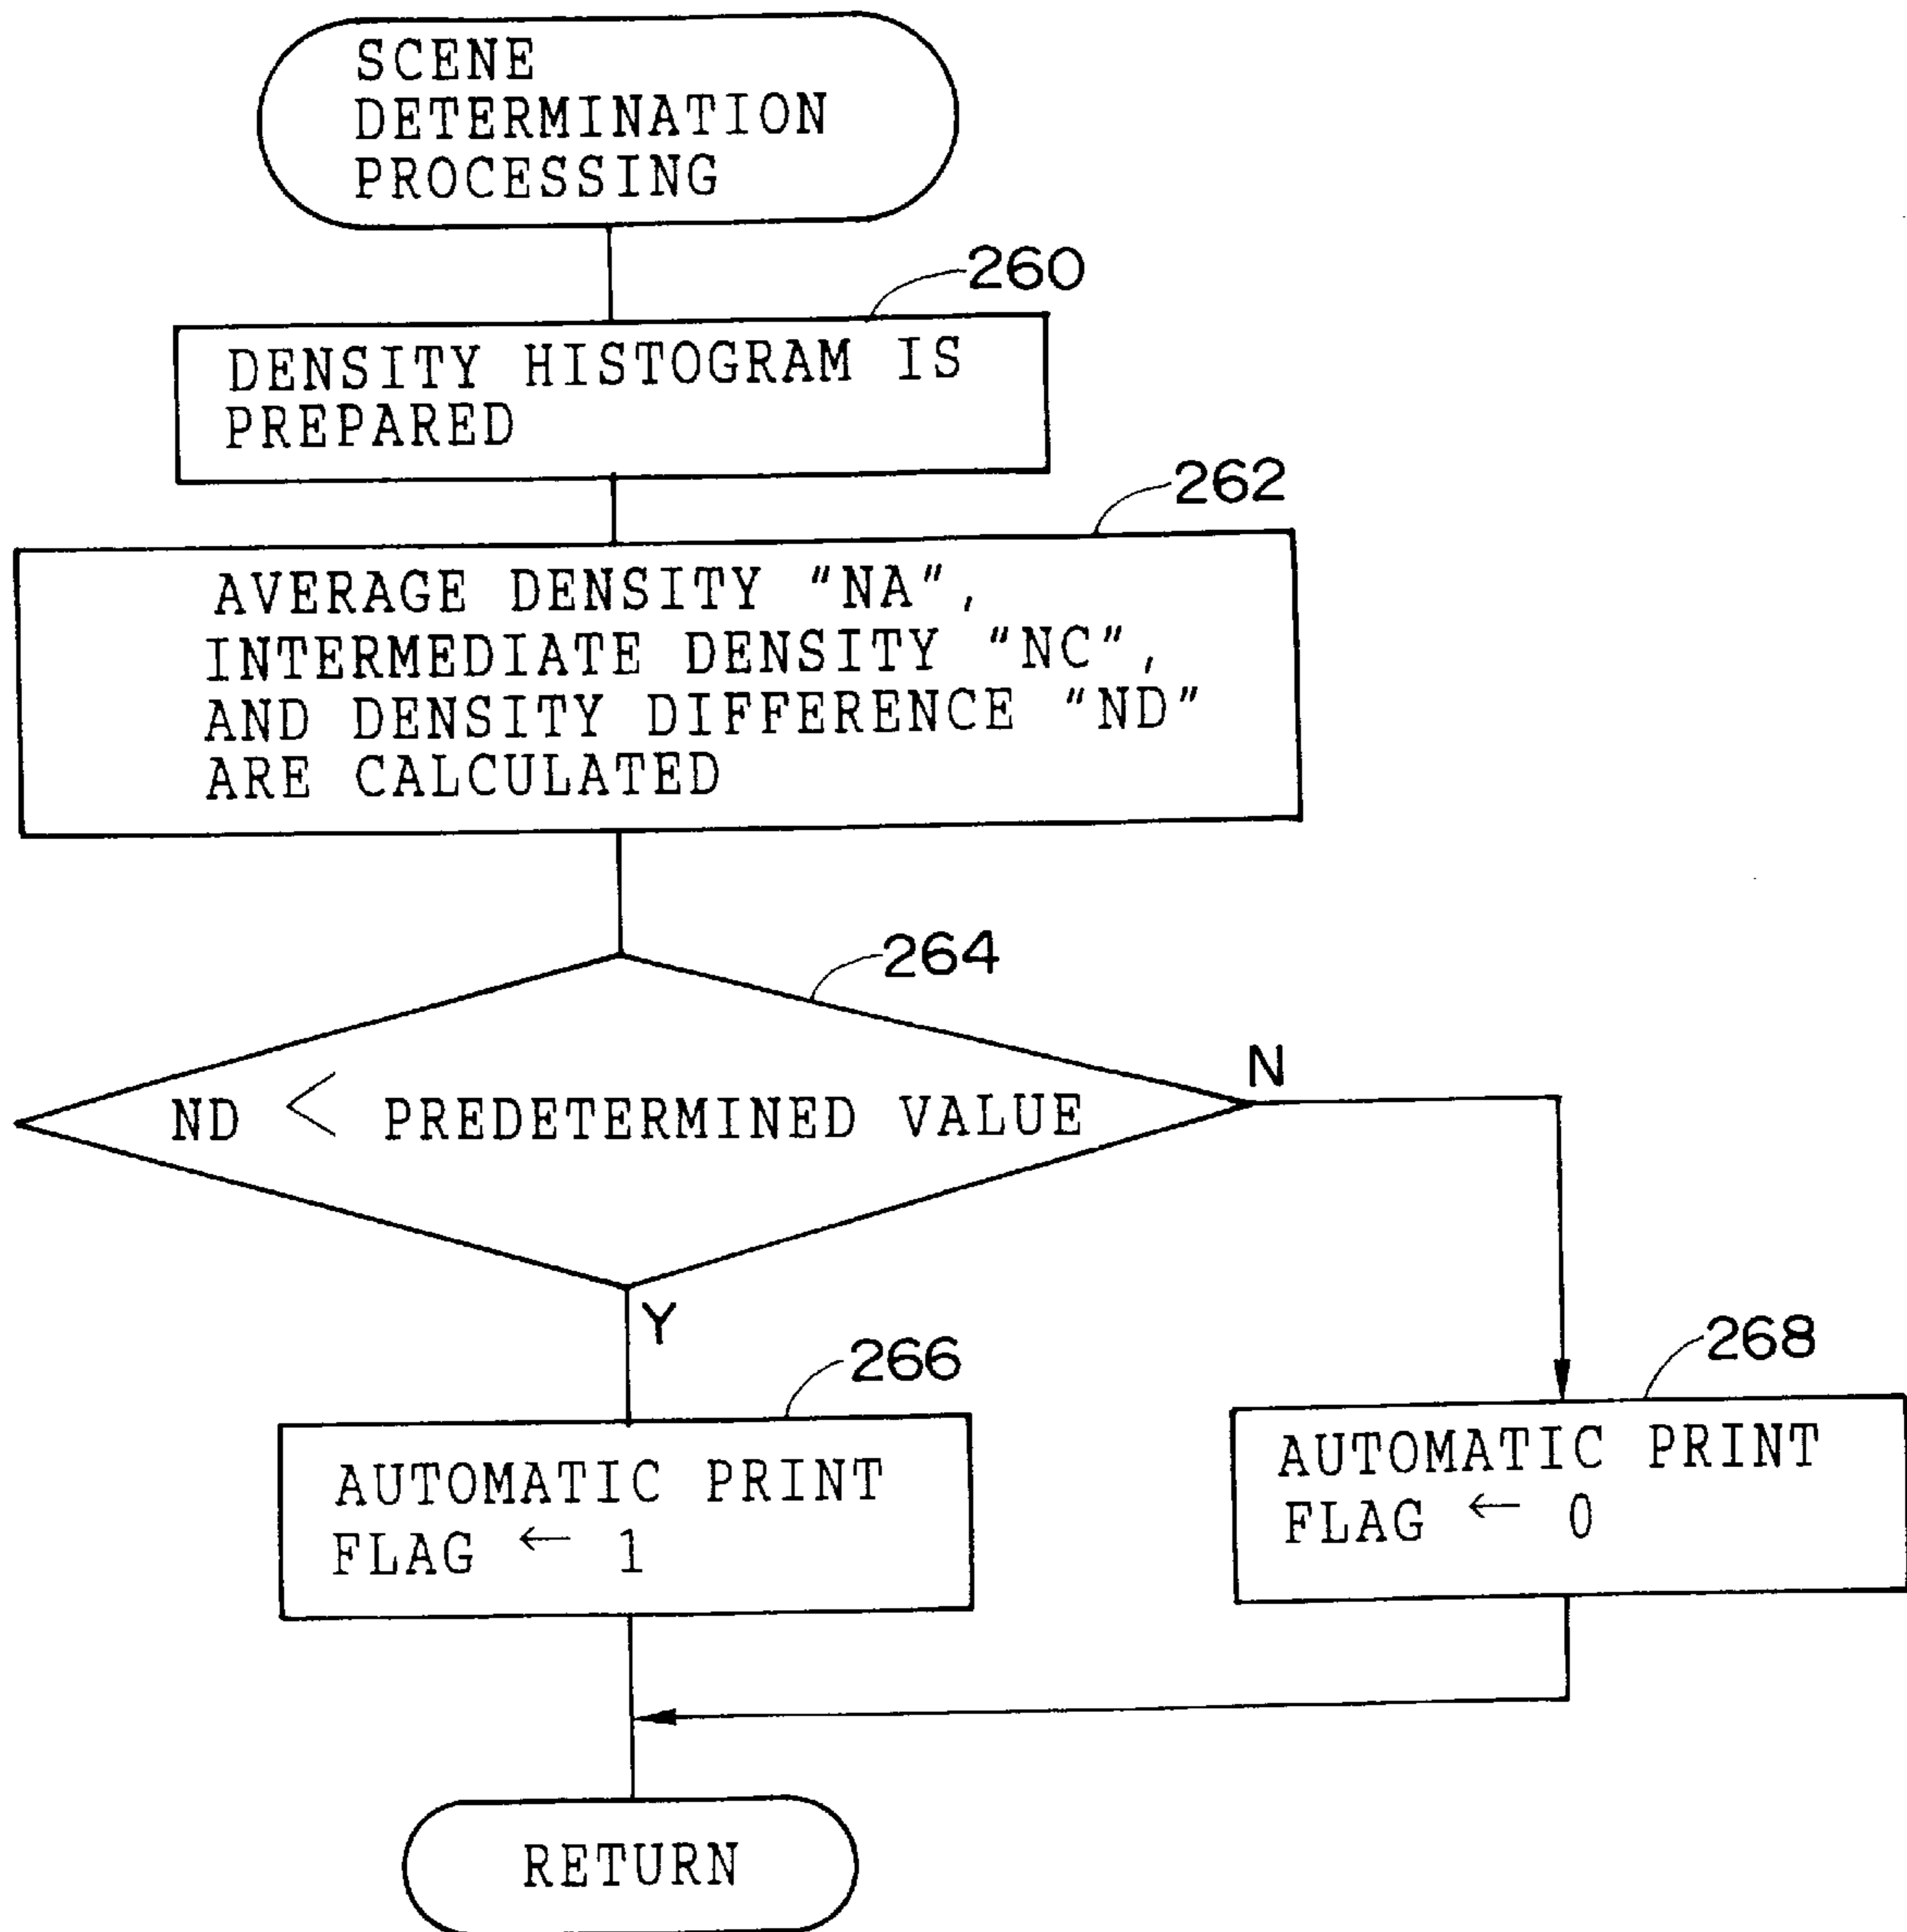 SCENE
DETERMINATION
PROCESSING
260
DENSITY HISTOGRAM IS
PREPARED
262
AVERAGE DENSITY "NA",
INTERMEDIATE DENSITY "NC",
AND DENSITY DIFFERENCE "ND"
ARE CALCULATED
264
ND < PREDETERMINED VALUE
N
Y
266
AUTOMATIC PRINT
FLAG ← 1
268
AUTOMATIC PRINT
FLAG ← 0
RETURN